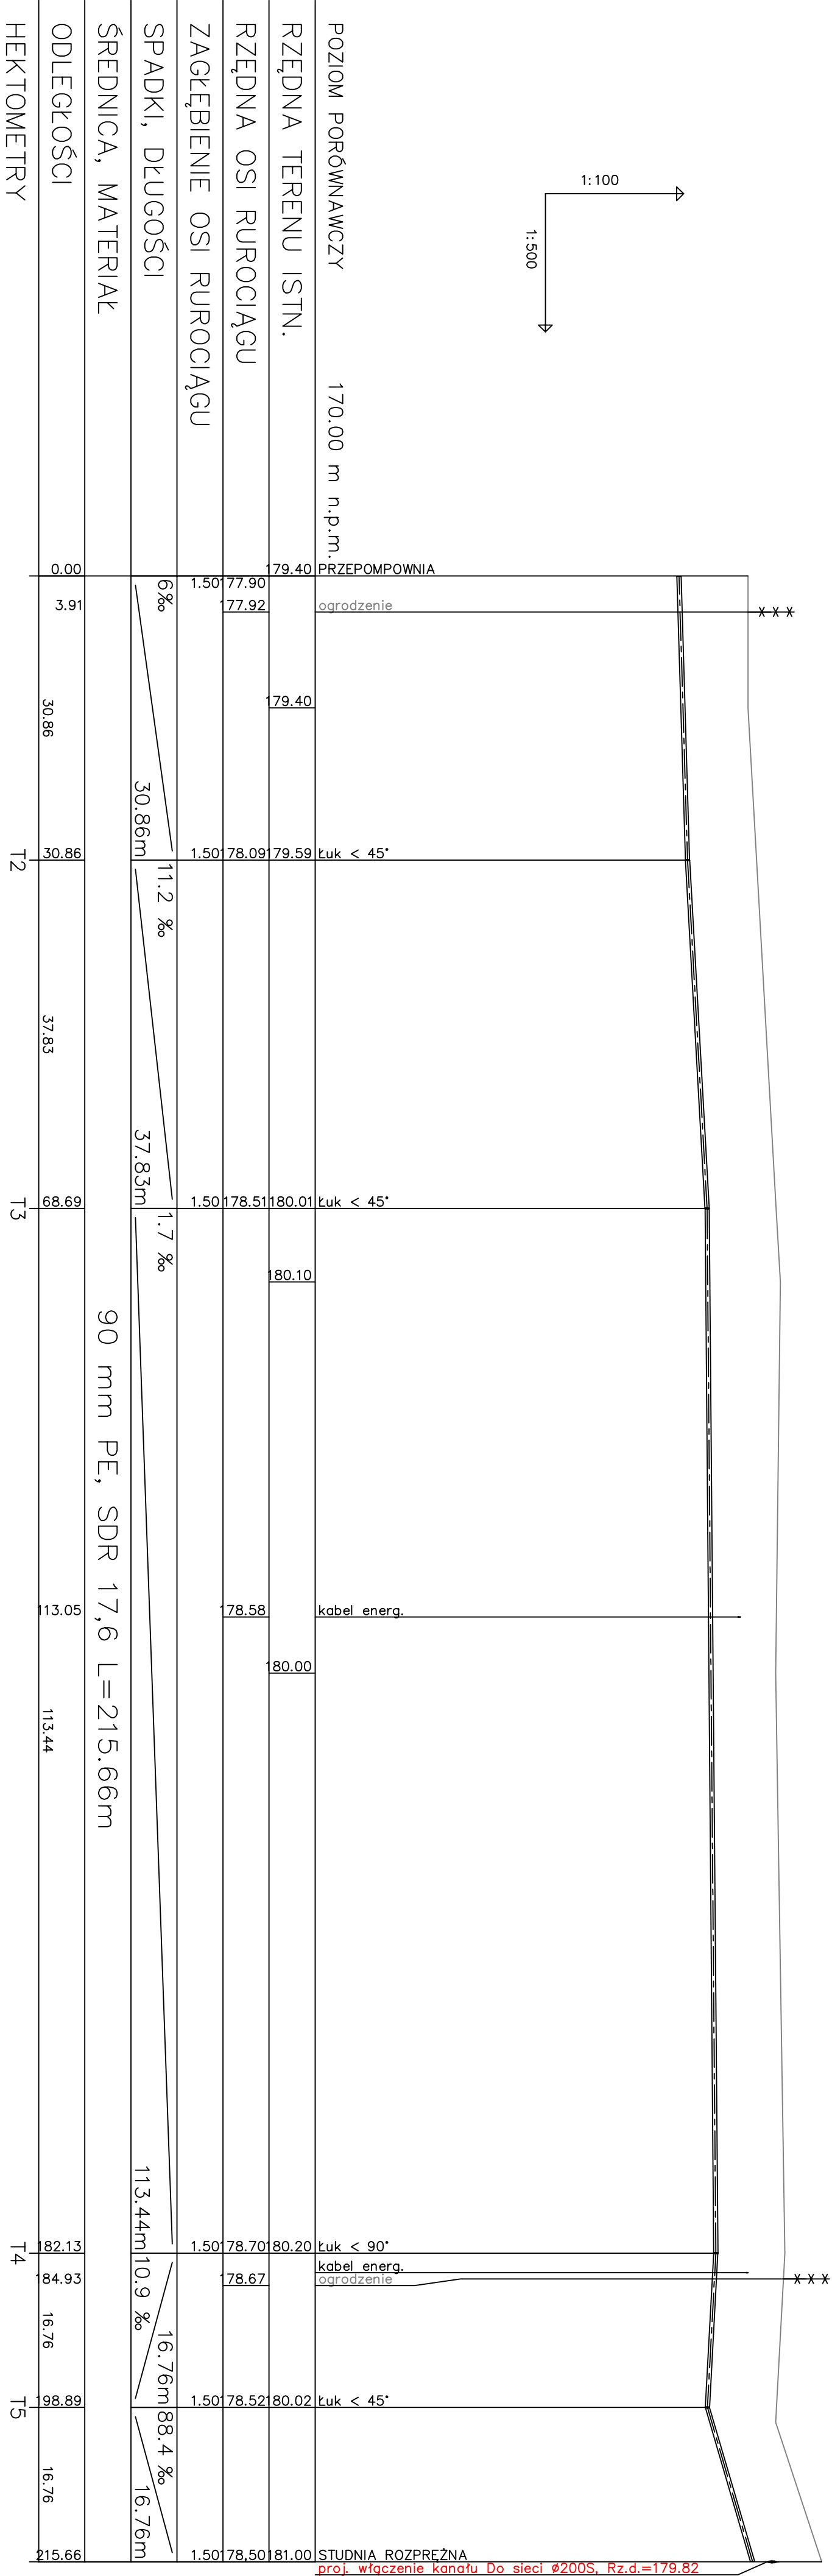 1:100
1:500
POZIOM PORÓWNAWCZY 170.00 m n.p.m.
PRZEPOMPOWNIA
ogrodzenie
Łuk < 45°
Łuk < 45°
kabel energ.
Łuk < 90°
kabel energ.
ogrodzenie
Łuk < 45°
STUDNIA ROZPRĘŻNA
proj. włączenie kanału Do sieci Ø200S, Rz.d.=179.82
RZĘDNA TERENU ISTN.
179.40
179.40
179.59
180.01
180.10
180.00
180.20
180.02
181.00
RZĘDNA OSI RUROCIĄGU
177.90
177.92
178.09
178.51
178.58
178.70
178.67
178.52
178,50
ZAGŁĘBIENIE OSI RUROCIĄGU
1.50
1.50
1.50
1.50
1.50
1.50
SPADKI, DŁUGOŚCI
6‰
30.86m
11.2 ‰
37.83m
1.7 ‰
113.44m
10.9 ‰
16.76m
88.4 ‰
16.76m
ŚREDNICA, MATERIAŁ
90 mm PE, SDR 17,6 L=215.66m
ODLEGŁOŚCI
0.00
3.91
30.86
30.86
37.83
68.69
113.05
113.44
182.13
184.93
16.76
198.89
16.76
215.66
HEKTOMETRY
T2
T3
T4
T5